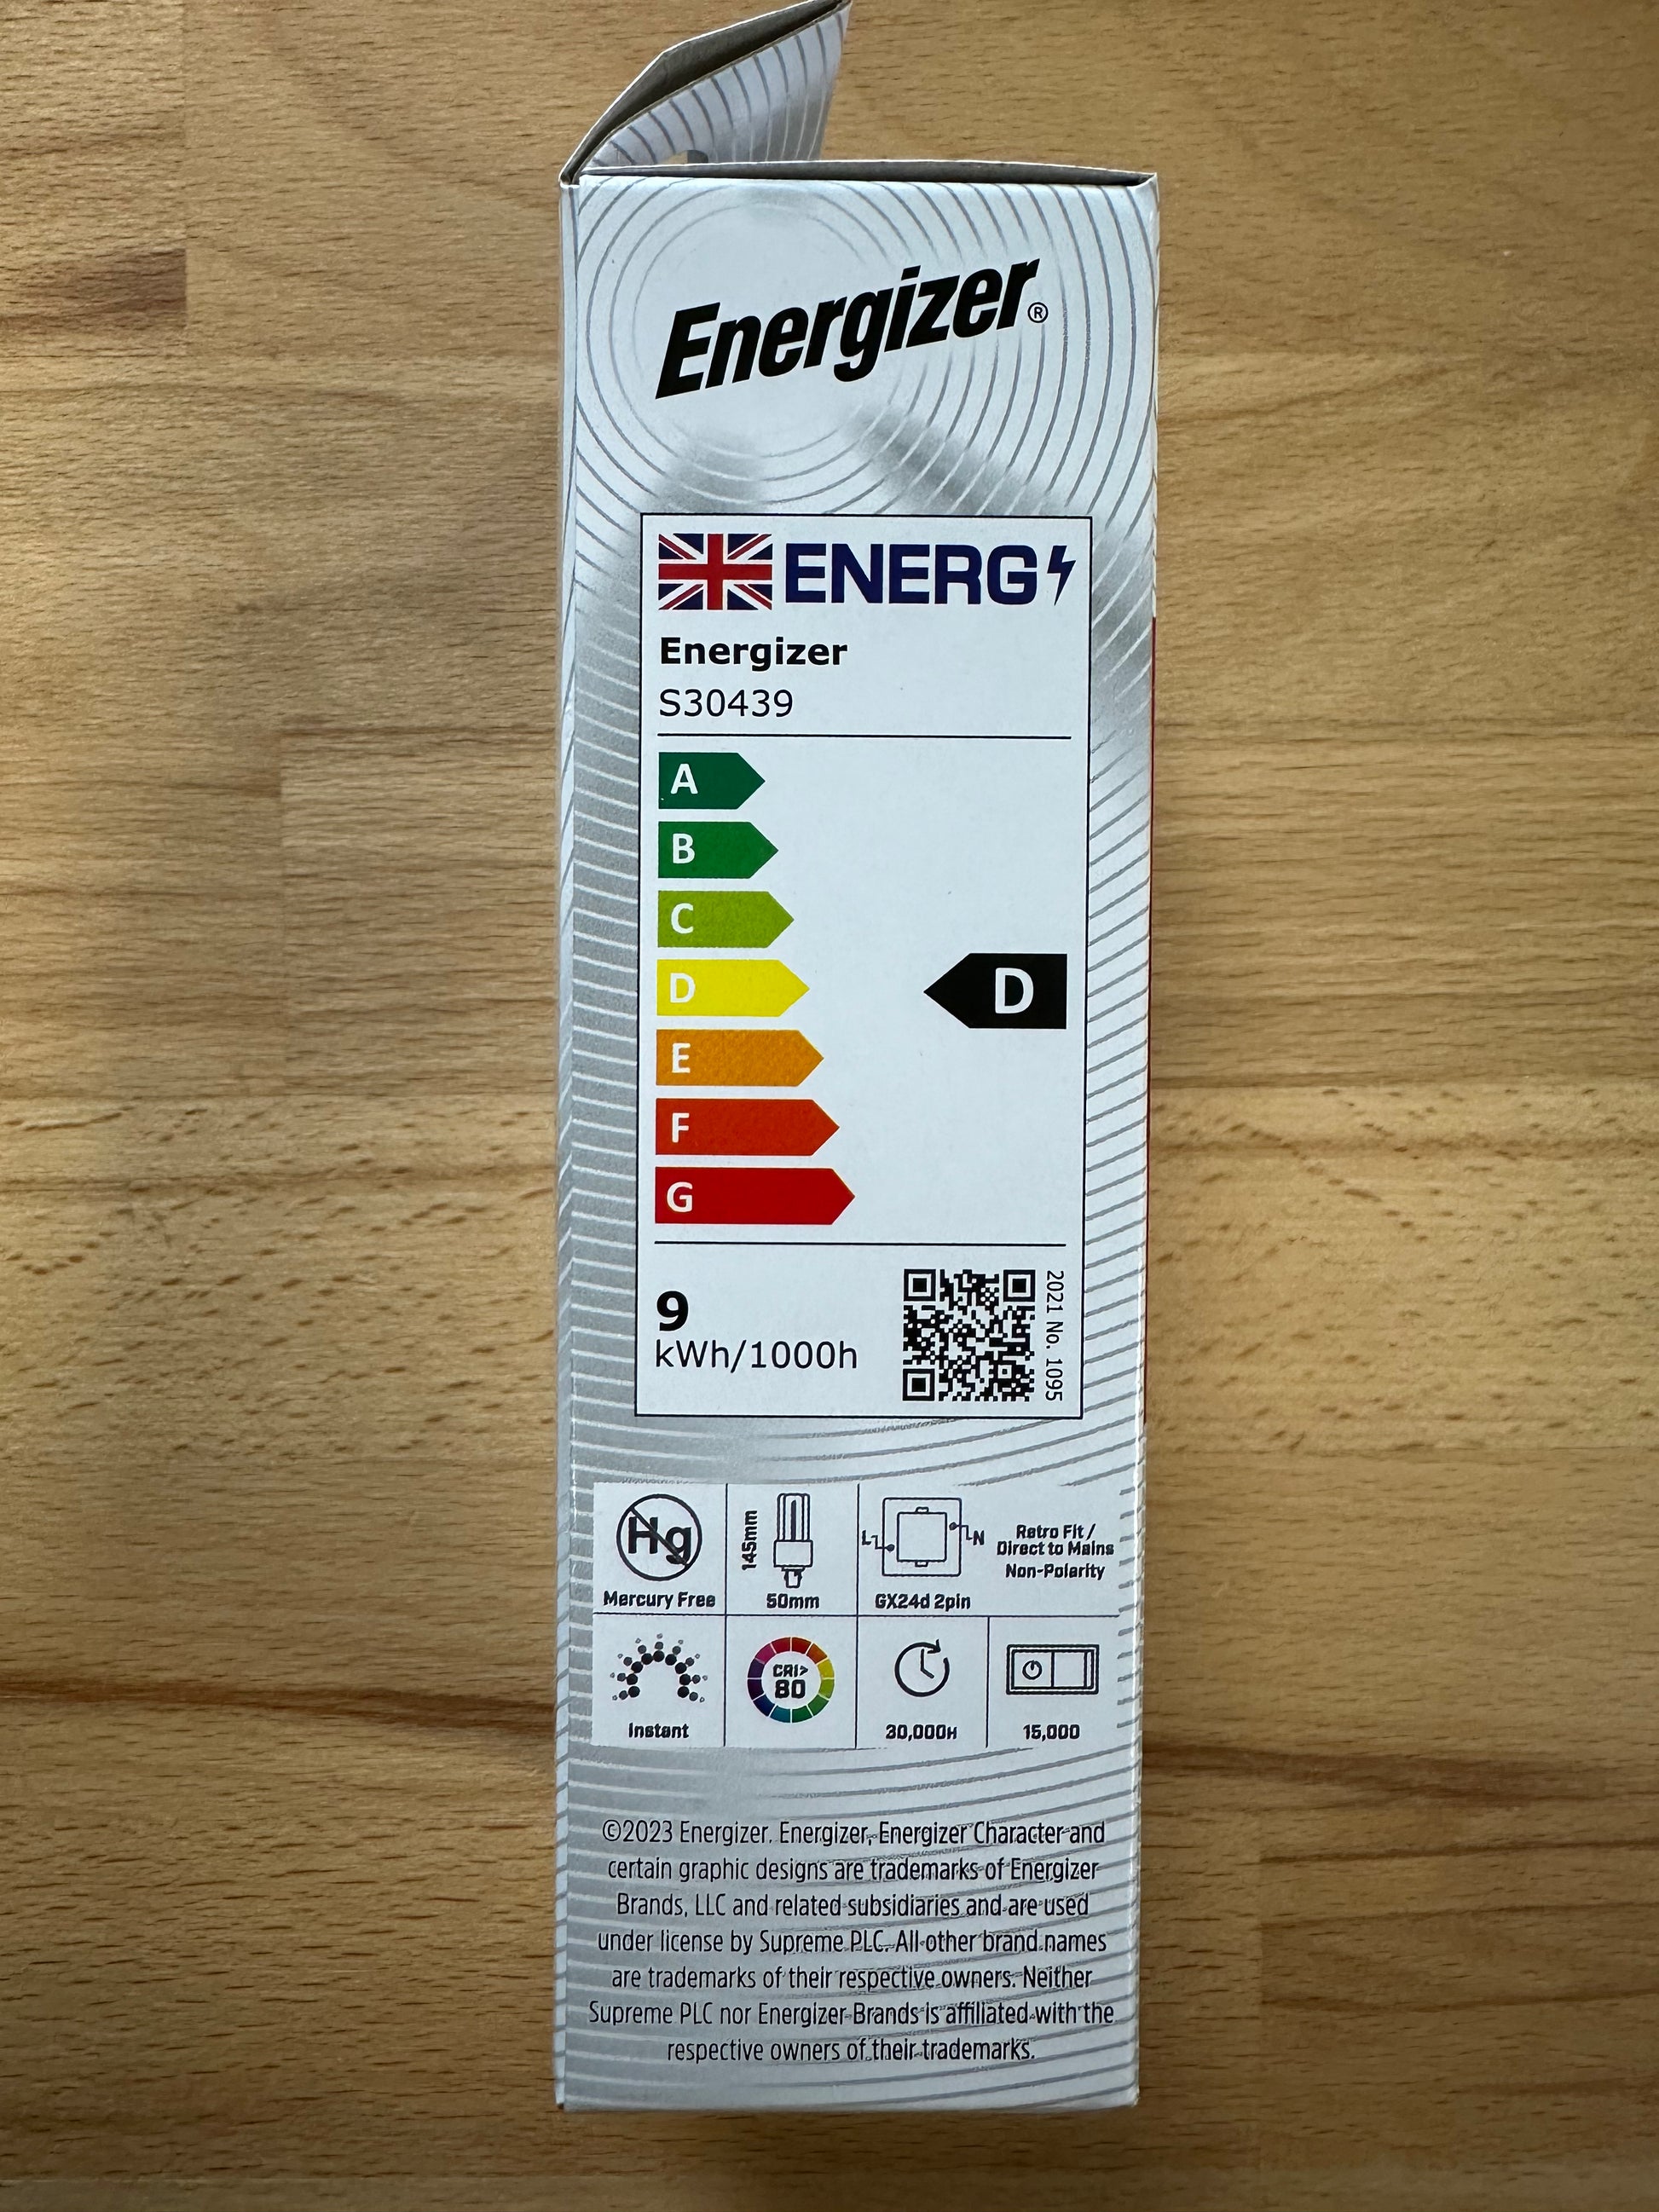 Energizer®
ENERG
Energizer
S30439
A
B
C
D
D
E
F
G
9
kWh/1000h
2021 No. 1095
Hg
Mercury Free
145mm
50mm
L
N
GX24d 2pin
Retro Fit /
Direct to Mains
Non-Polarity
Instant
CRI>
80
30,000H
15,000
©2023 Energizer. Energizer, Energizer Character and
certain graphic designs are trademarks of Energizer
Brands, LLC and related subsidiaries and are used
under license by Supreme PLC. All other brand names
are trademarks of their respective owners. Neither
Supreme PLC nor Energizer Brands is affiliated with the
respective owners of their trademarks.